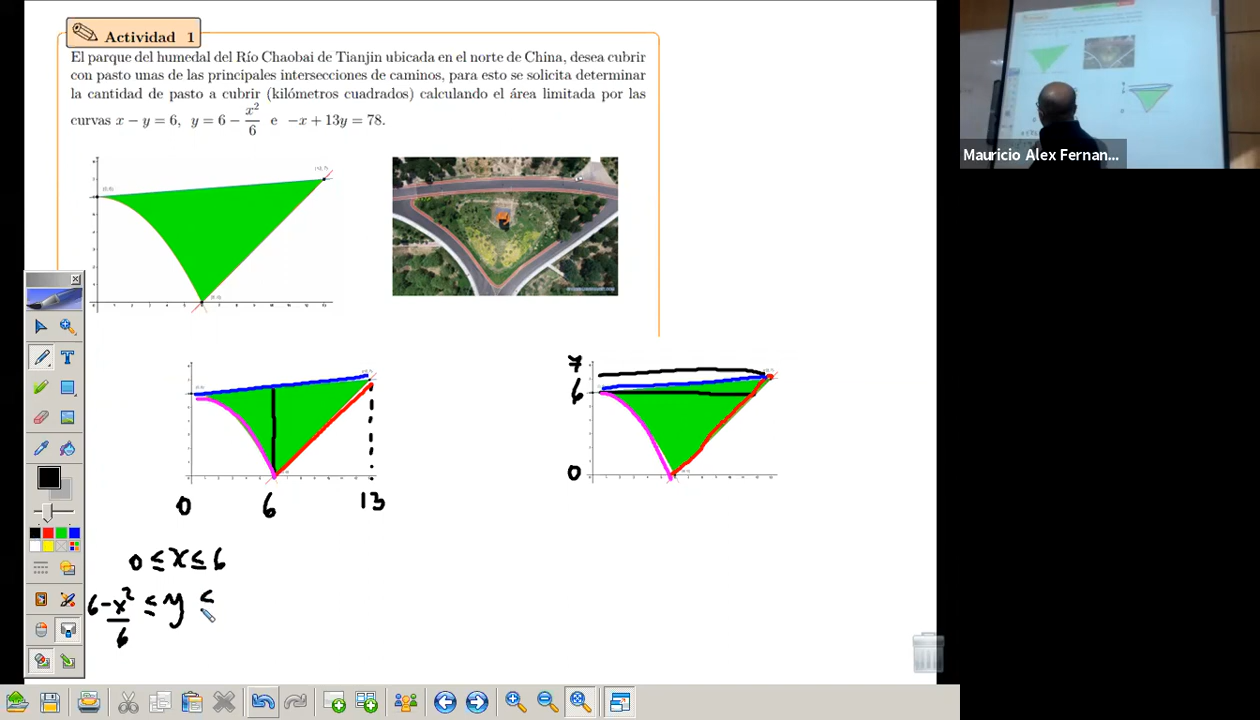 Actividad 1
El parque del humedal del Río Chaobai de Tianjin ubicada en el norte de China, desea cubrir
con pasto unas de las principales intersecciones de caminos, para esto se solicita determinar
la cantidad de pasto a cubrir (kilómetros cuadrados) calculando el área limitada por las
curvas x − y = 6, y = 6 − x²/6 e −x + 13y = 78.
Mauricio Alex Fernan...
7
6
0
0 6 13
0 ≤ x ≤ 6
6 − x²/6 ≤ y ≤